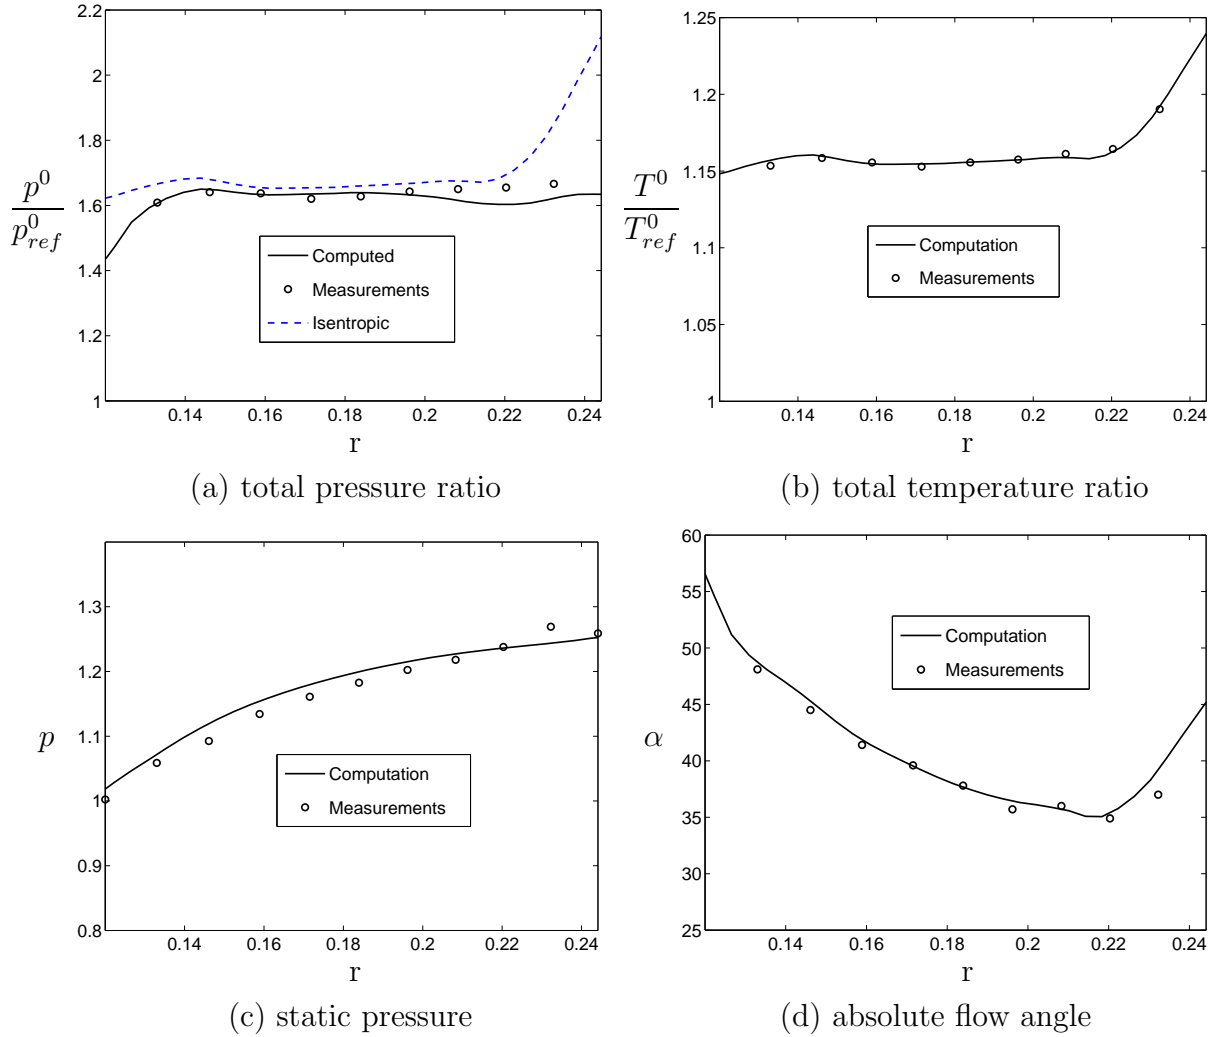 2.2
2
1.8
1.6
1.4
1.2
1
p^0
p^0_{ref}
Computed
Measurements
Isentropic
0.14 0.16 0.18 0.2 0.22 0.24
r
(a) total pressure ratio
1.25
1.2
1.15
1.1
1.05
1
T^0
T^0_{ref}
Computation
Measurements
0.14 0.16 0.18 0.2 0.22 0.24
r
(b) total temperature ratio
1.3
1.2
1.1
1
0.9
0.8
p
Computation
Measurements
0.14 0.16 0.18 0.2 0.22 0.24
r
(c) static pressure
60
55
50
45
40
35
30
25
α
Computation
Measurements
0.14 0.16 0.18 0.2 0.22 0.24
r
(d) absolute flow angle